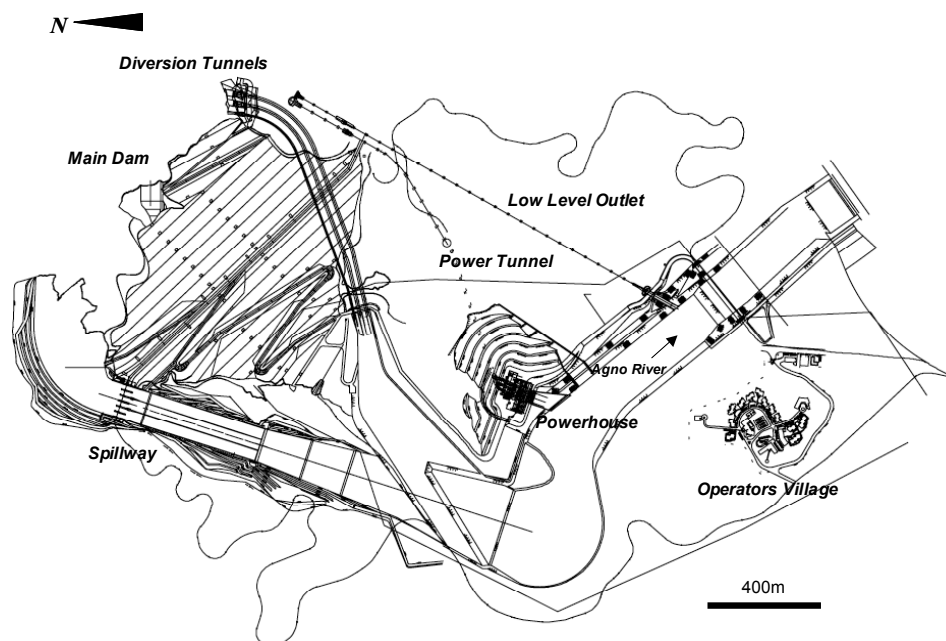 N
Diversion Tunnels
Main Dam
Low Level Outlet
Power Tunnel
Agno River
Powerhouse
Spillway
Operators Village
400m